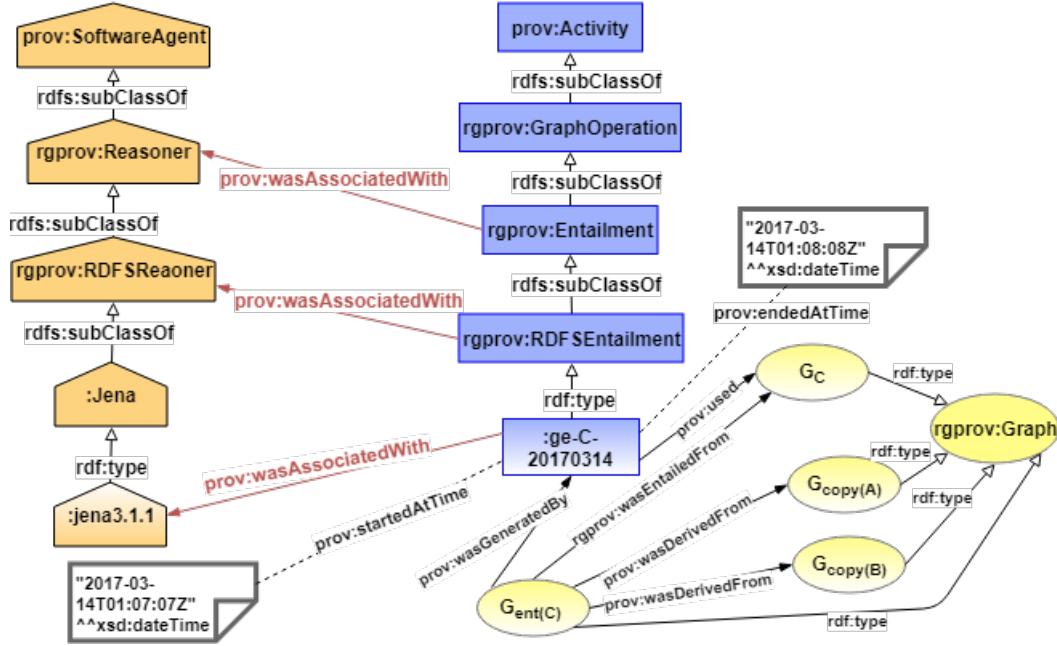 prov:SoftwareAgent
prov:Activity
rdfs:subClassOf
rdfs:subClassOf
rgprov:GraphOperation
rgprov:Reasoner
prov:wasAssociatedWith
rdfs:subClassOf
rdfs:subClassOf
rgprov:Entailment
"2017-03-
14T01:08:08Z"
^^xsd:dateTime
rgprov:RDFSReaoner
rdfs:subClassOf
prov:wasAssociatedWith
prov:endedAtTime
rdfs:subClassOf
rgprov:RDFSEntailment
:Jena
rdf:type
prov:used
GC
rdf:type
:ge-C-
20170314
rgprov:Graph
rdf:type
prov:wasAssociatedWith
rgprov:wasEntailedFrom
rdf:type
Gcopy(A)
:jena3.1.1
prov:startedAtTime
prov:wasGeneratedBy
prov:wasDerivedFrom
rdf:type
Gcopy(B)
"2017-03-
14T01:07:07Z"
^^xsd:dateTime
prov:wasDerivedFrom
Gent(C)
rdf:type